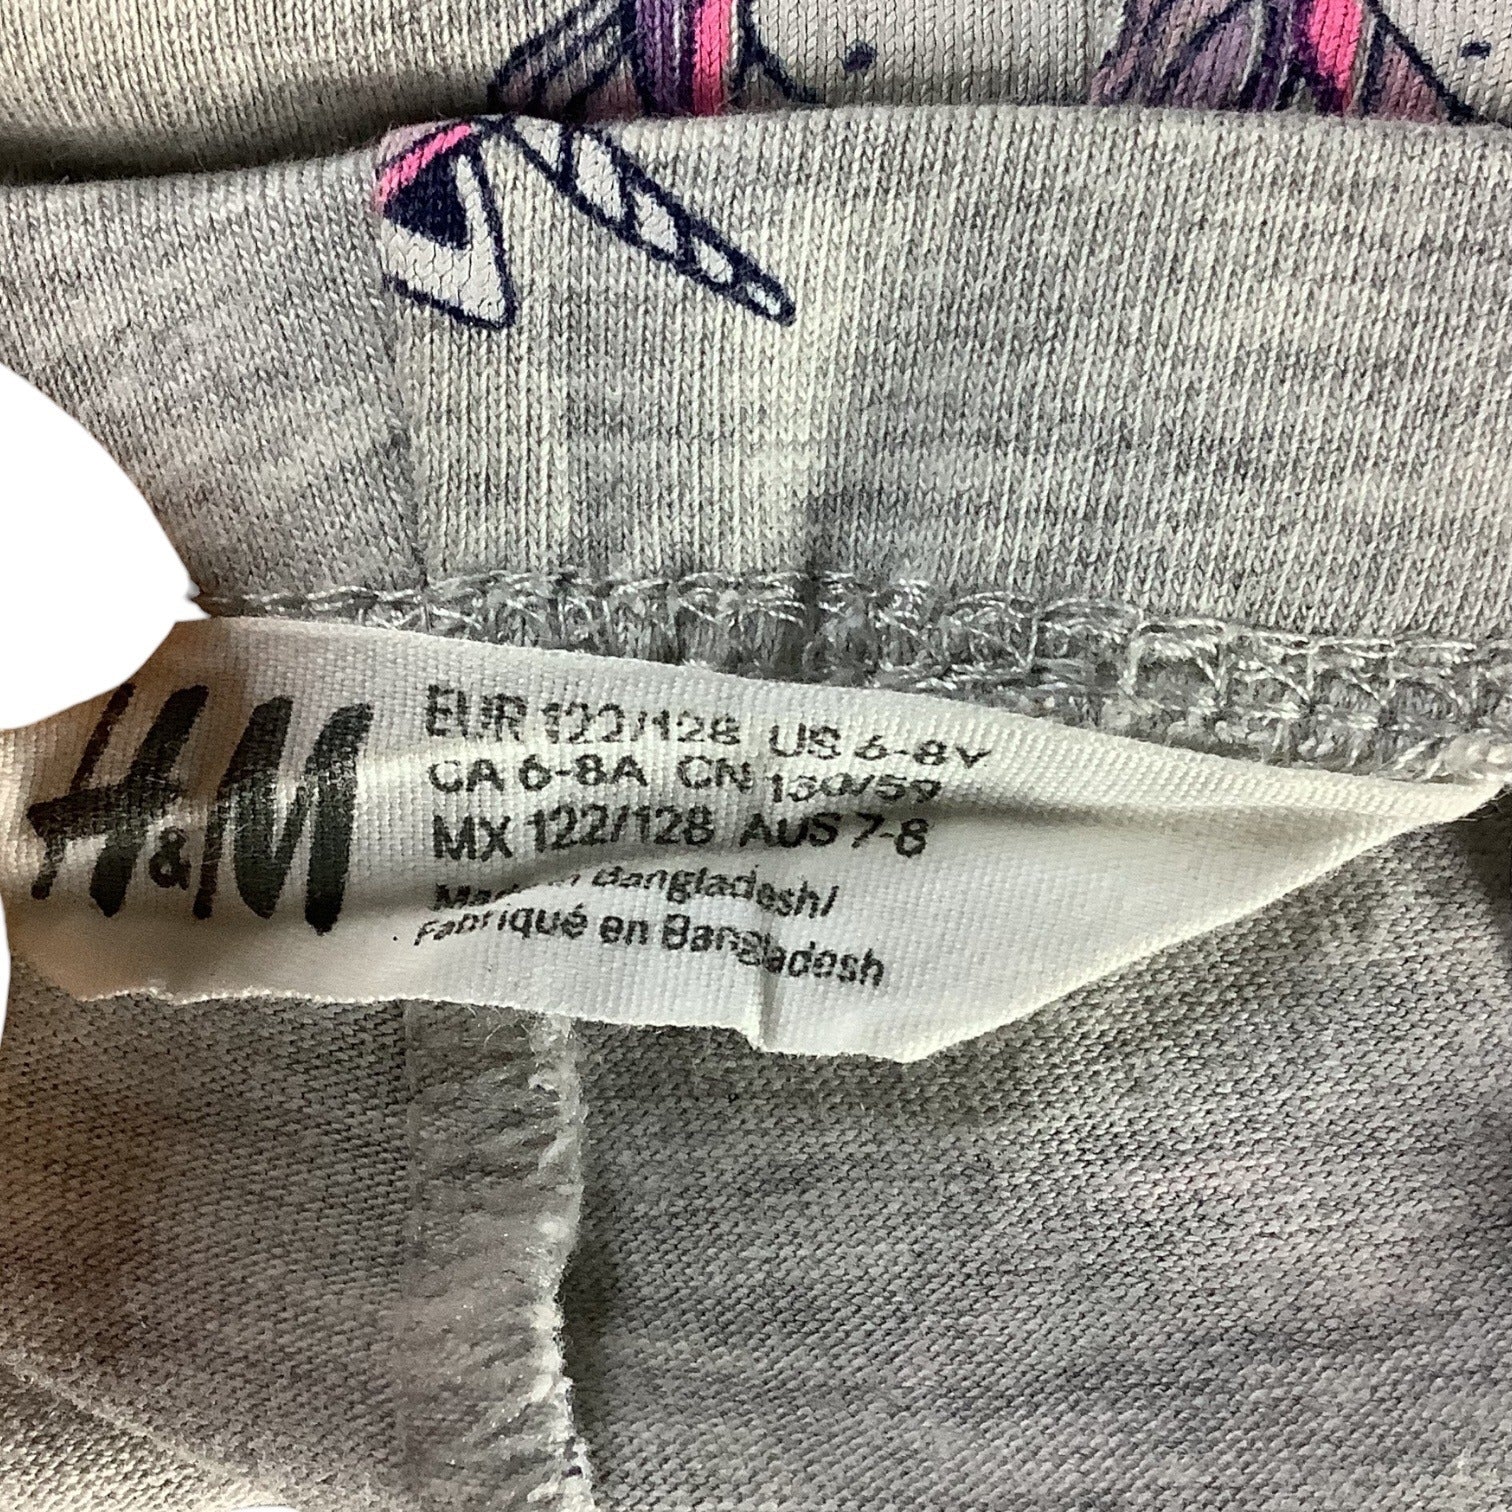 H&M
EUR 122/128 US 6-8Y
CA 6-8A CN 130/59
MX 122/128 AUS 7-8
Made in Bangladesh/
Fabriqué en Bangladesh